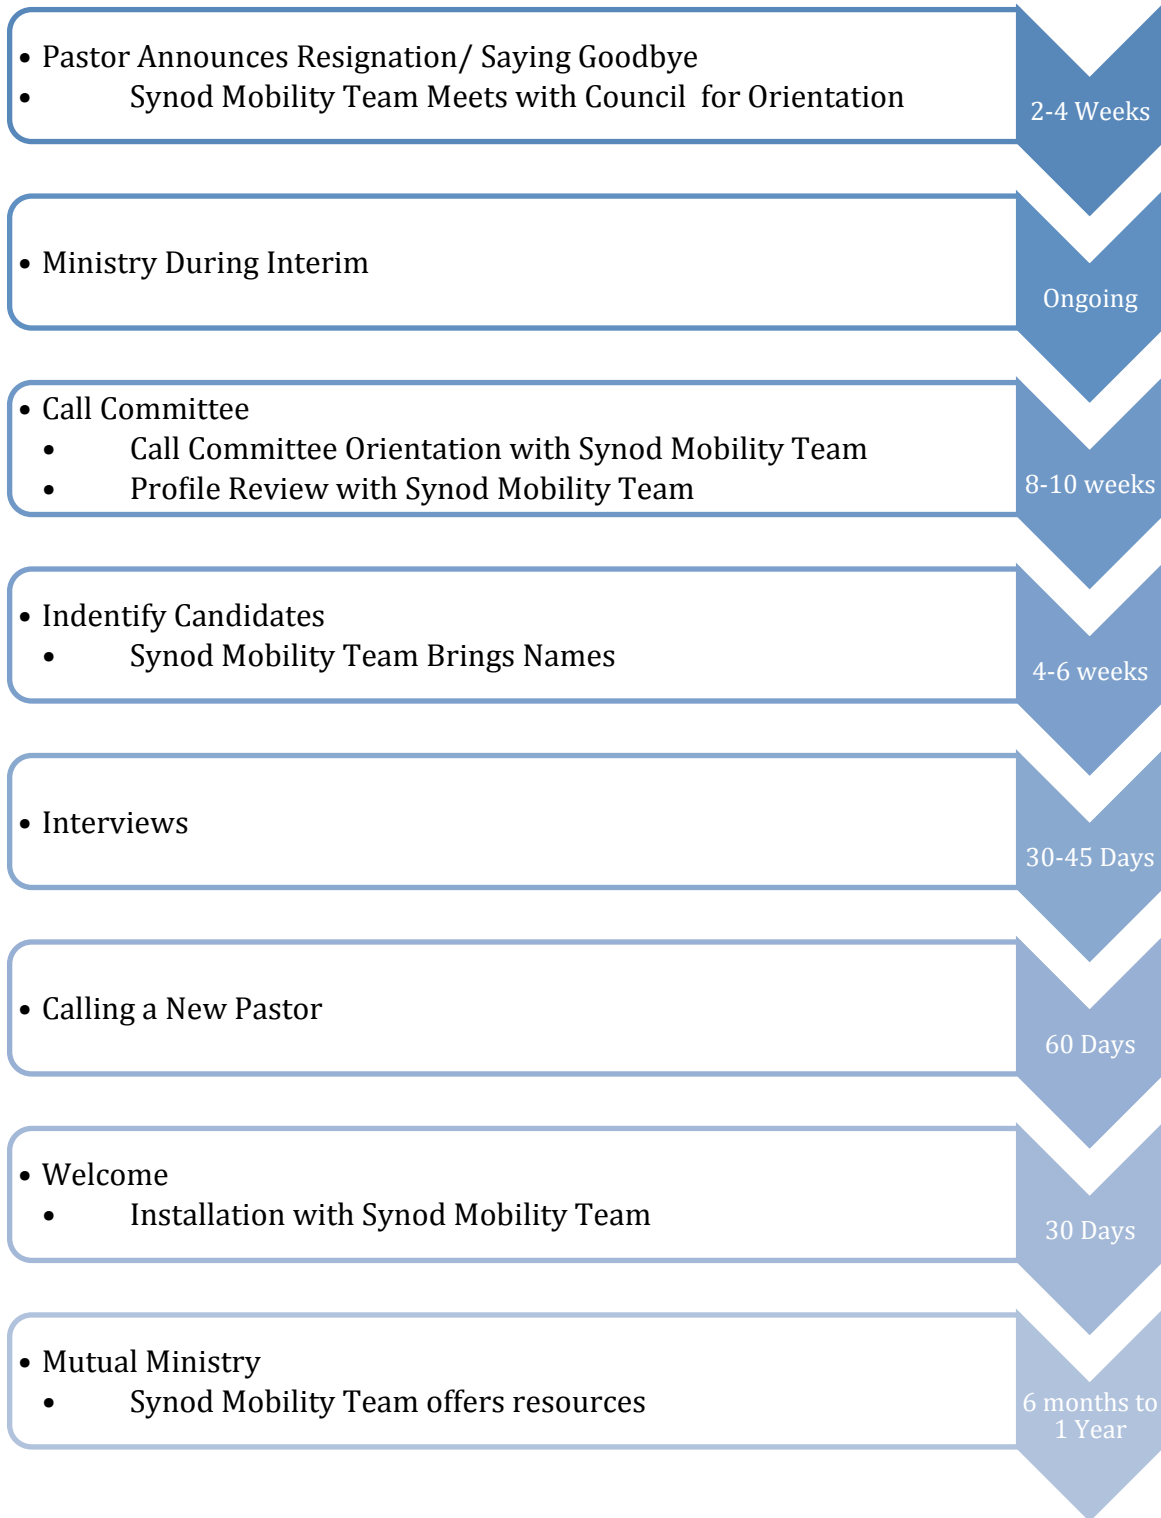 • Pastor Announces Resignation/ Saying Goodbye
• Synod Mobility Team Meets with Council for Orientation
2-4 Weeks
• Ministry During Interim
Ongoing
• Call Committee
• Call Committee Orientation with Synod Mobility Team
• Profile Review with Synod Mobility Team
8-10 weeks
• Indentify Candidates
• Synod Mobility Team Brings Names
4-6 weeks
• Interviews
30-45 Days
• Calling a New Pastor
60 Days
• Welcome
• Installation with Synod Mobility Team
30 Days
• Mutual Ministry
• Synod Mobility Team offers resources
6 months to
1 Year